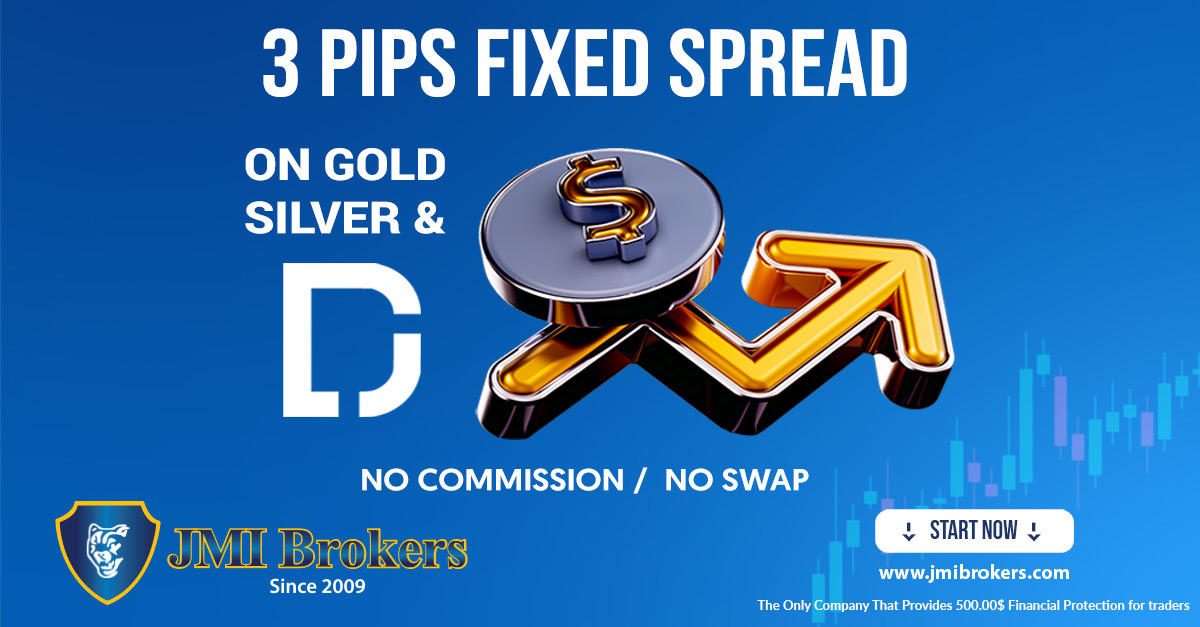 3 PIPS FIXED SPREAD
ON GOLD
SILVER &
D
NO COMMISSION / NO SWAP
JMI Brokers
Since 2009
START NOW
www.jmibrokers.com
The Only Company That Provides 500.00$ Financial Protection for traders